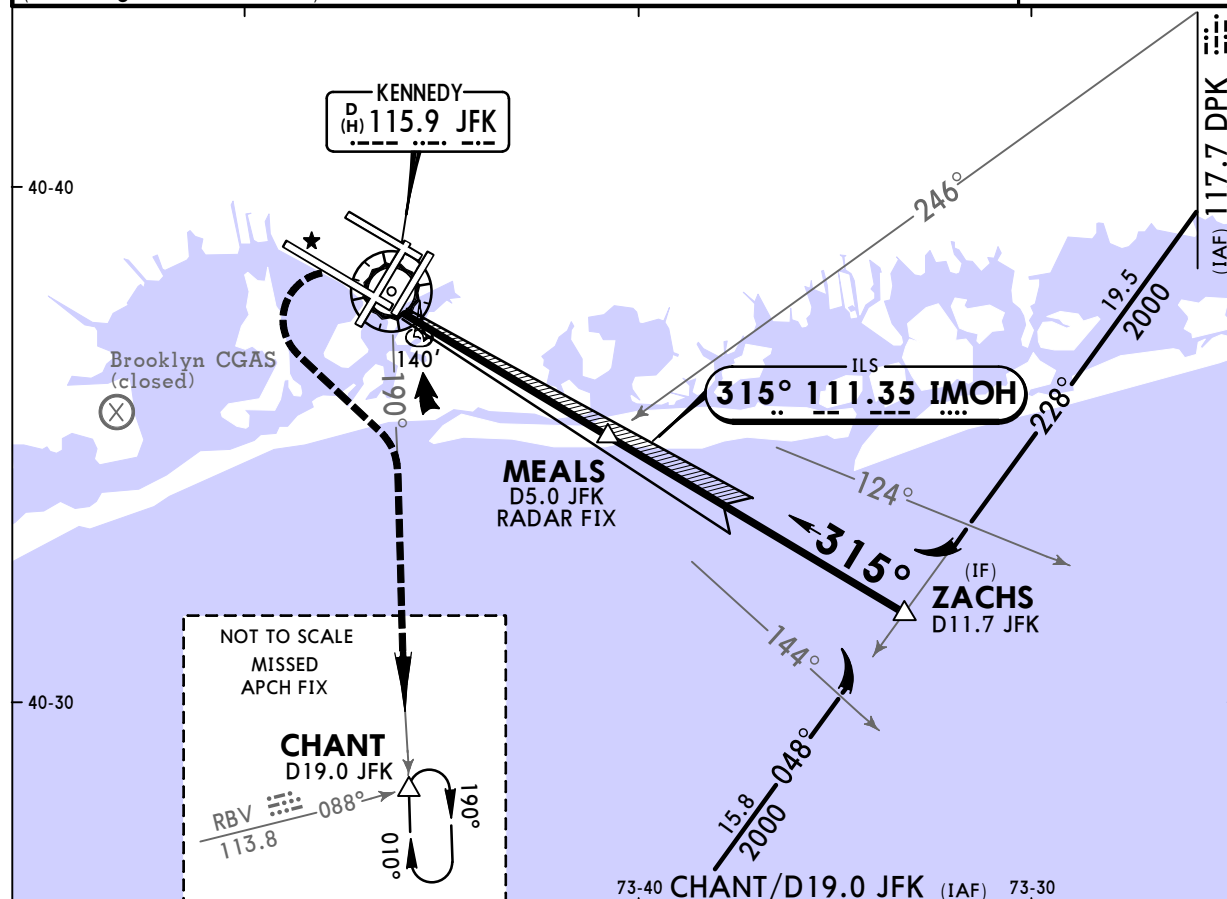 KENNEDY
D
(H) 115.9 JFK
40-40
246°
117.7 DPK
(IAF)
19.5
2000
Brooklyn CGAS
(closed)
140'
190°
ILS
315° 111.35 IMOH
228°
MEALS
D5.0 JFK
RADAR FIX
124°
315°
(IF)
ZACHS
D11.7 JFK
NOT TO SCALE
MISSED
APCH FIX
144°
40-30
CHANT
D19.0 JFK
048°
RBV
113.8
088°
190°
010°
15.8
2000
73-40 CHANT/D19.0 JFK (IAF) 73-30